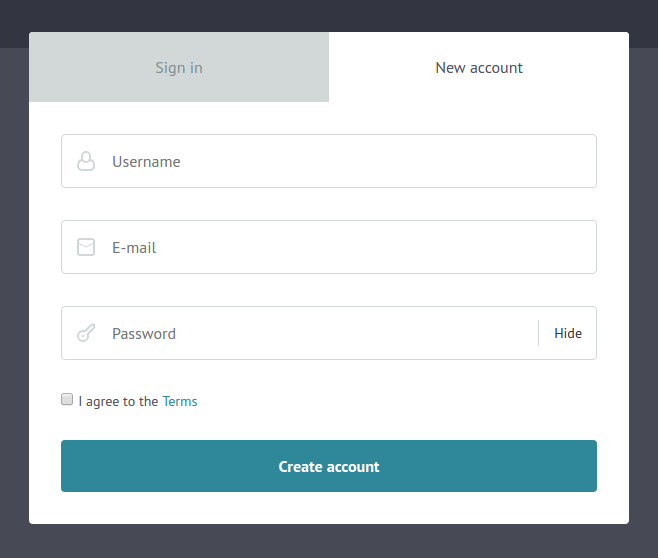 Sign in
New account
Username
E-mail
Password
Hide
I agree to the Terms
Create account